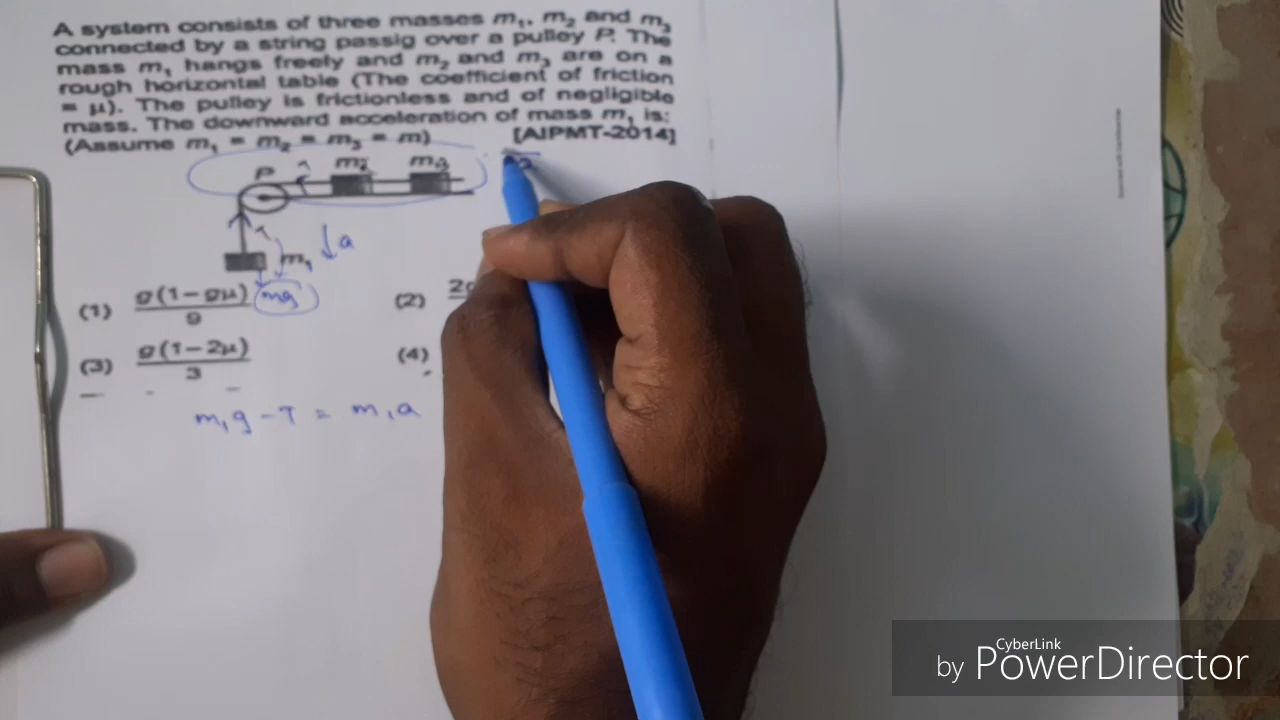 A system consists of three masses m₁, m₂ and m₃
connected by a string passig over a pulley P. The
mass m₁ hangs freely and m₂ and m₃ are on a
rough horizontal table (The coefficient of friction
= μ). The pulley is frictionless and of negligible
mass. The downward acceleration of mass m₁ is:
(Assume m₁ = m₂ = m₃ = m) [AIPMT-2014]
P m₂ m₃
T
m₁ ↓a
mg
(1) g(1-gμ)/9 (2) 2g
(3) g(1-2μ)/3 (4)
m₁g - T = m₁a
CyberLink
by PowerDirector